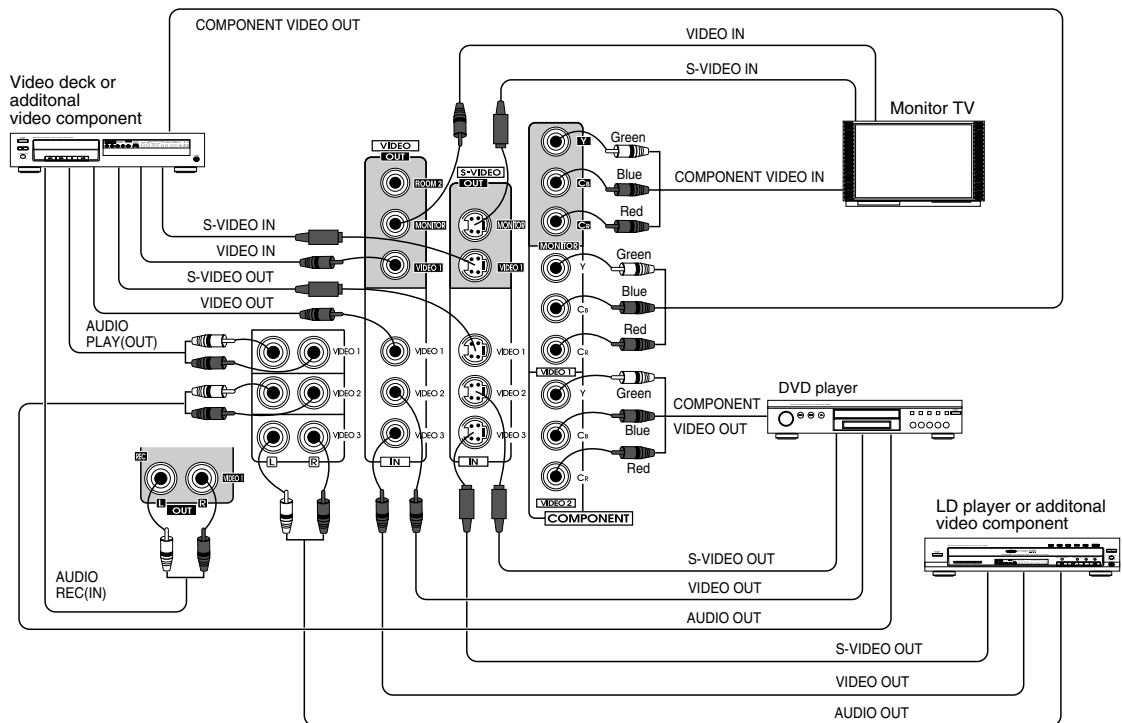 COMPONENT VIDEO OUT
VIDEO IN
S-VIDEO IN
Video deck or
additonal
video component
Monitor TV
VIDEO
OUT
ROOM 2
MONITOR
VIDEO 1
S-VIDEO
OUT
MONITOR
VIDEO 1
Y
CB
CR
MONITOR
Green
Blue
Red
COMPONENT VIDEO IN
S-VIDEO IN
VIDEO IN
S-VIDEO OUT
VIDEO OUT
AUDIO
PLAY(OUT)
Y
CB
CR
VIDEO 1
Green
Blue
Red
VIDEO 1
VIDEO 2
VIDEO 3
L
R
VIDEO 1
VIDEO 2
VIDEO 3
IN
VIDEO 1
VIDEO 2
VIDEO 3
IN
Y
CB
CR
VIDEO 2
COMPONENT
Green
Blue
Red
COMPONENT
VIDEO OUT
DVD player
REC
VIDEO 1
L
R
OUT
AUDIO
REC(IN)
LD player or additonal
video component
S-VIDEO OUT
VIDEO OUT
AUDIO OUT
S-VIDEO OUT
VIDEO OUT
AUDIO OUT